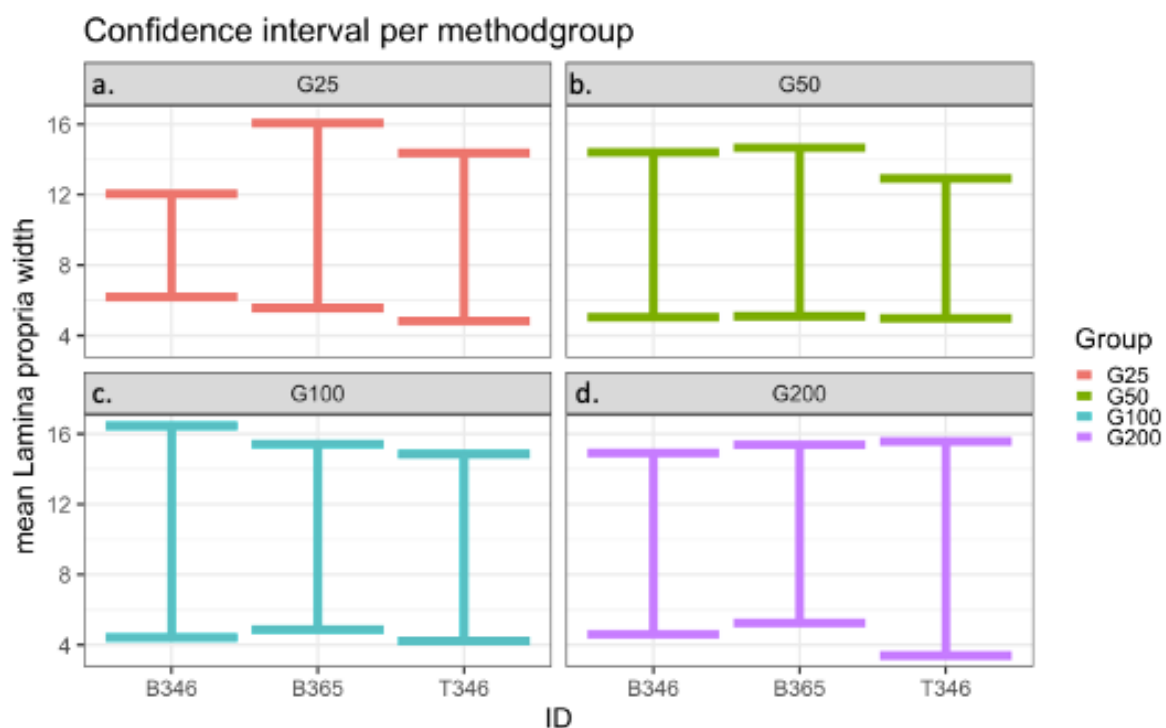 Confidence interval per methodgroup
a. G25
b. G50
16
12
8
4
c. G100
d. G200
16
12
8
4
mean Lamina propria width
B346 B365 T346
B346 B365 T346
ID
Group
G25
G50
G100
G200